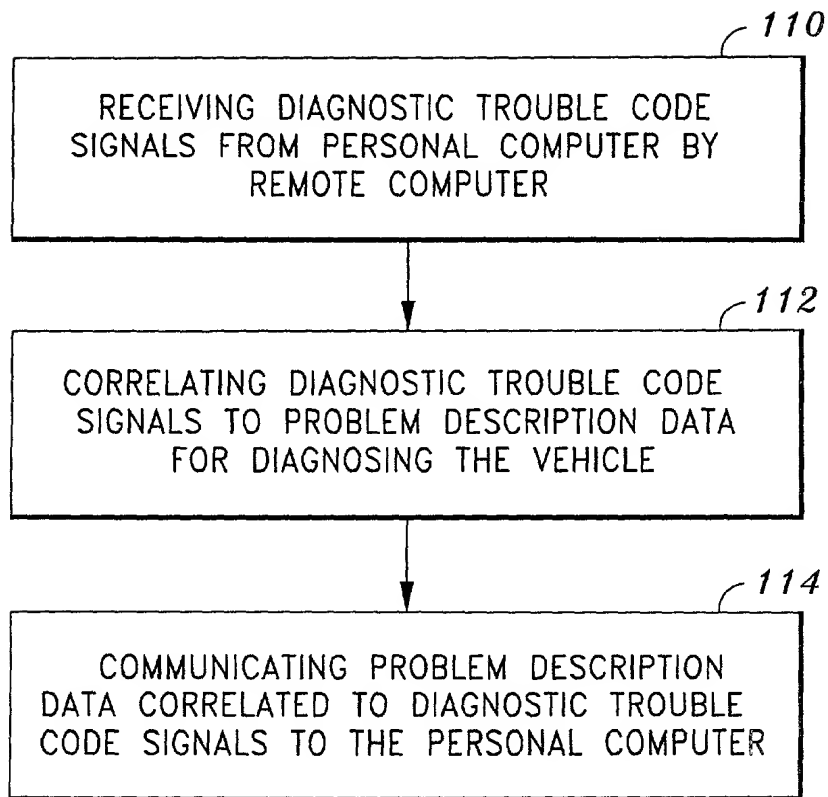 110
RECEIVING DIAGNOSTIC TROUBLE CODE
SIGNALS FROM PERSONAL COMPUTER BY
REMOTE COMPUTER
112
CORRELATING DIAGNOSTIC TROUBLE CODE
SIGNALS TO PROBLEM DESCRIPTION DATA
FOR DIAGNOSING THE VEHICLE
114
COMMUNICATING PROBLEM DESCRIPTION
DATA CORRELATED TO DIAGNOSTIC TROUBLE
CODE SIGNALS TO THE PERSONAL COMPUTER